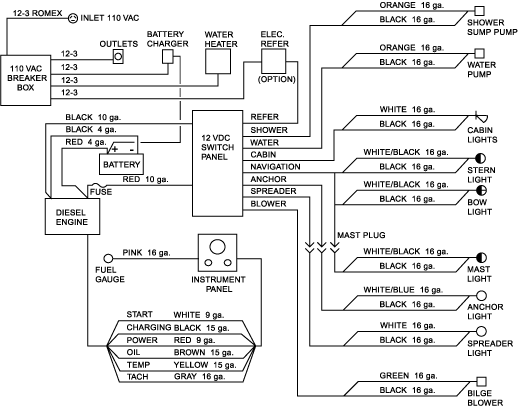 12-3 ROMEX
INLET 110 VAC
110 VAC
BREAKER
BOX
12-3
12-3
12-3
12-3
OUTLETS
BATTERY
CHARGER
WATER
HEATER
ELEC.
REFER
(OPTION)
BLACK 10 ga.
BLACK 4 ga.
RED 4 ga.
+ -
BATTERY
RED 10 ga.
FUSE
DIESEL
ENGINE
12 VDC
SWITCH
PANEL
REFER
SHOWER
WATER
CABIN
NAVIGATION
ANCHOR
SPREADER
BLOWER
ORANGE 16 ga.
BLACK 16 ga.
SHOWER
SUMP PUMP
ORANGE 16 ga.
BLACK 16 ga.
WATER
PUMP
WHITE 16 ga.
BLACK 16 ga.
CABIN
LIGHTS
WHITE/BLACK 16 ga.
BLACK 16 ga.
STERN
LIGHT
WHITE/BLACK 16 ga.
BLACK 16 ga.
BOW
LIGHT
MAST PLUG
WHITE/BLACK 16 ga.
BLACK 16 ga.
MAST
LIGHT
WHITE/BLUE 16 ga.
BLACK 16 ga.
ANCHOR
LIGHT
WHITE 16 ga.
BLACK 16 ga.
SPREADER
LIGHT
GREEN 16 ga.
BLACK 16 ga.
BILGE
BLOWER
PINK 16 ga.
FUEL
GAUGE
INSTRUMENT
PANEL
START WHITE 9 ga.
CHARGING BLACK 15 ga.
POWER RED 9 ga.
OIL BROWN 15 ga.
TEMP YELLOW 15 ga.
TACH GRAY 16 ga.